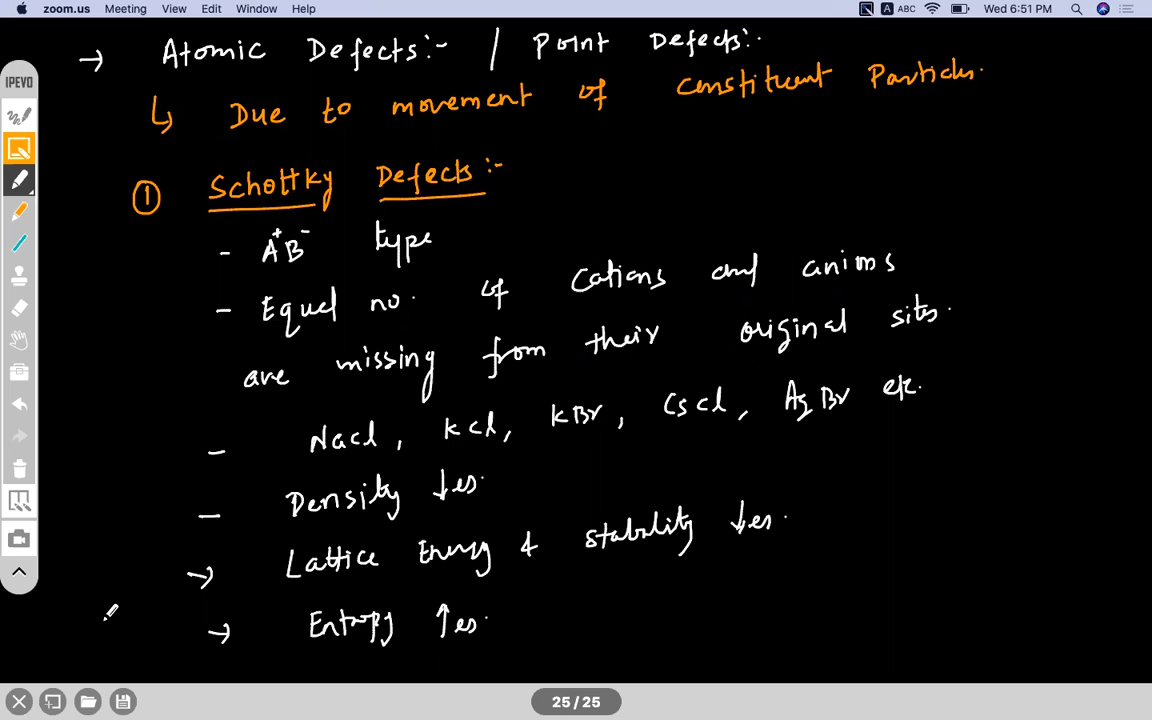 zoom.us Meeting View Edit Window Help ABC Wed 6:51 PM
IPEVO
→ Atomic Defects:- / Point Defects:-
↳ Due to movement of constituent Particles.
① Schottky Defects:-
- A⁺B⁻ type
- Equal no. of Cations and anions
are missing from their original sites.
- NaCl, KCl, KBr, CsCl, AgBr etc.
- Density ↓es.
→ Lattice Energy & stability ↓es.
→ Entropy ↑es.
25/25